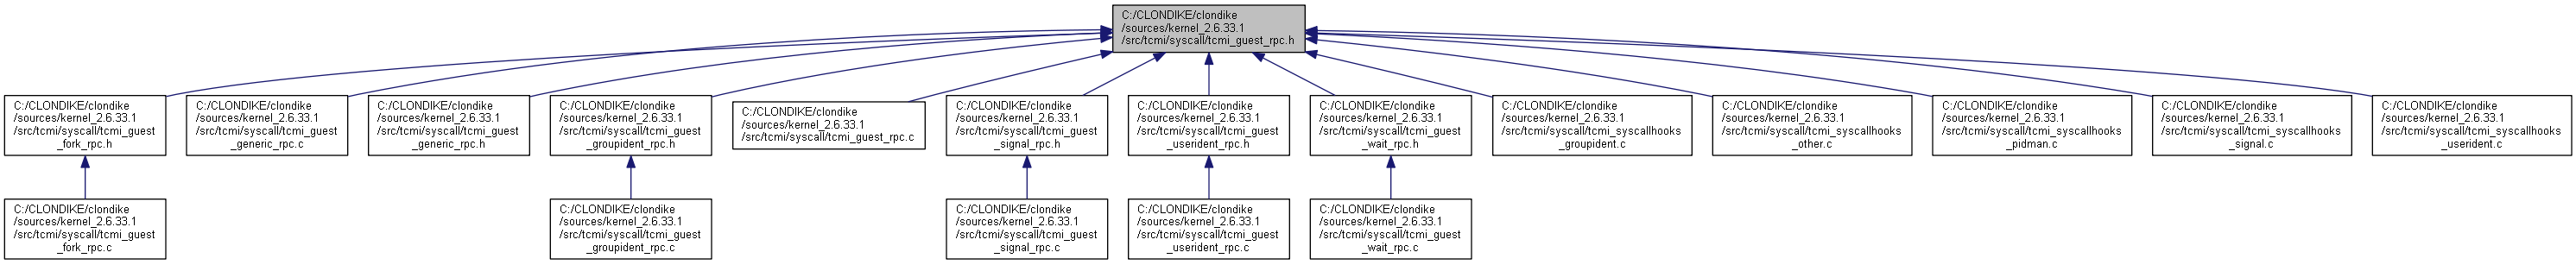 C:/CLONDIKE/clondike
/sources/kernel_2.6.33.1
/src/tcmi/syscall/tcmi_guest_rpc.h
C:/CLONDIKE/clondike
/sources/kernel_2.6.33.1
/src/tcmi/syscall/tcmi_guest
_fork_rpc.h
C:/CLONDIKE/clondike
/sources/kernel_2.6.33.1
/src/tcmi/syscall/tcmi_guest
_generic_rpc.c
C:/CLONDIKE/clondike
/sources/kernel_2.6.33.1
/src/tcmi/syscall/tcmi_guest
_generic_rpc.h
C:/CLONDIKE/clondike
/sources/kernel_2.6.33.1
/src/tcmi/syscall/tcmi_guest
_groupident_rpc.h
C:/CLONDIKE/clondike
/sources/kernel_2.6.33.1
/src/tcmi/syscall/tcmi_guest_rpc.c
C:/CLONDIKE/clondike
/sources/kernel_2.6.33.1
/src/tcmi/syscall/tcmi_guest
_signal_rpc.h
C:/CLONDIKE/clondike
/sources/kernel_2.6.33.1
/src/tcmi/syscall/tcmi_guest
_userident_rpc.h
C:/CLONDIKE/clondike
/sources/kernel_2.6.33.1
/src/tcmi/syscall/tcmi_guest
_wait_rpc.h
C:/CLONDIKE/clondike
/sources/kernel_2.6.33.1
/src/tcmi/syscall/tcmi_syscallhooks
_groupident.c
C:/CLONDIKE/clondike
/sources/kernel_2.6.33.1
/src/tcmi/syscall/tcmi_syscallhooks
_other.c
C:/CLONDIKE/clondike
/sources/kernel_2.6.33.1
/src/tcmi/syscall/tcmi_syscallhooks
_pidman.c
C:/CLONDIKE/clondike
/sources/kernel_2.6.33.1
/src/tcmi/syscall/tcmi_syscallhooks
_signal.c
C:/CLONDIKE/clondike
/sources/kernel_2.6.33.1
/src/tcmi/syscall/tcmi_syscallhooks
_userident.c
C:/CLONDIKE/clondike
/sources/kernel_2.6.33.1
/src/tcmi/syscall/tcmi_guest
_fork_rpc.c
C:/CLONDIKE/clondike
/sources/kernel_2.6.33.1
/src/tcmi/syscall/tcmi_guest
_groupident_rpc.c
C:/CLONDIKE/clondike
/sources/kernel_2.6.33.1
/src/tcmi/syscall/tcmi_guest
_signal_rpc.c
C:/CLONDIKE/clondike
/sources/kernel_2.6.33.1
/src/tcmi/syscall/tcmi_guest
_userident_rpc.c
C:/CLONDIKE/clondike
/sources/kernel_2.6.33.1
/src/tcmi/syscall/tcmi_guest
_wait_rpc.c